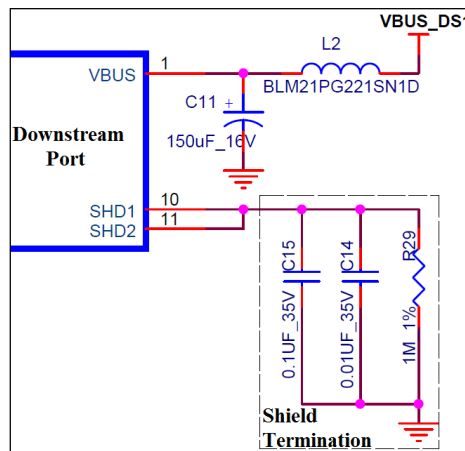 VBUS_DS1
L2
1
VBUS
BLM21PG221SN1D
C11 +
Downstream
Port
150uF_16V
SHD1
10
SHD2
11
C15
C14
R29
0.1UF_35V
0.01UF_35V
1M 1%
Shield
Termination